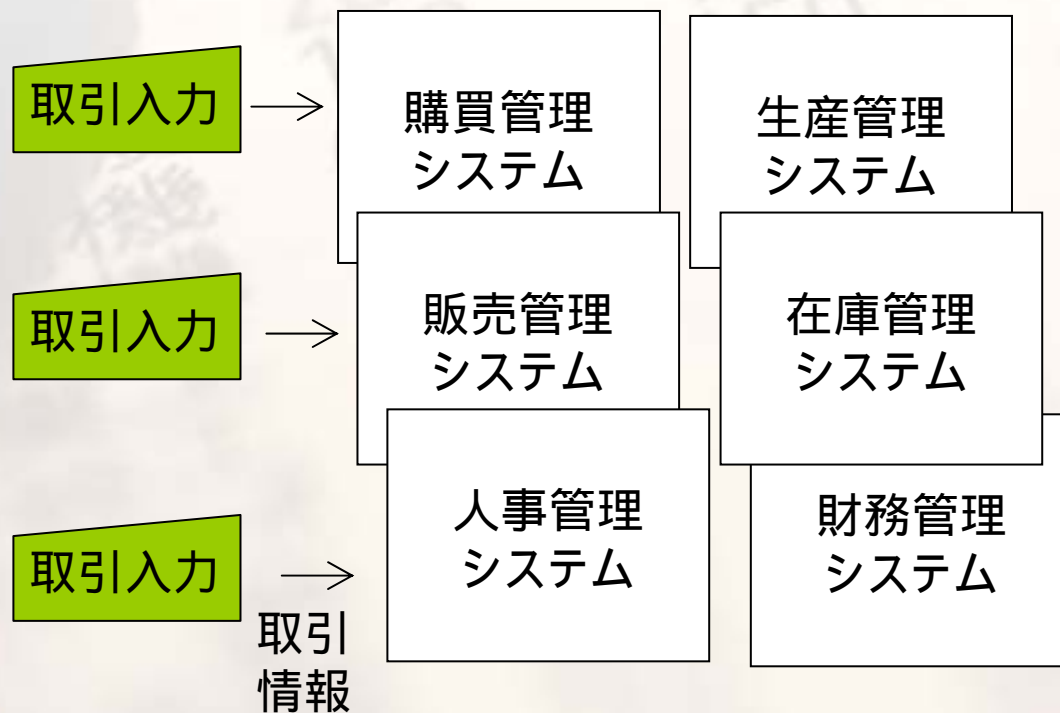 取引入力
購買管理
システム
生産管理
システム
取引入力
販売管理
システム
在庫管理
システム
取引入力
人事管理
システム
財務管理
システム
取引
情報